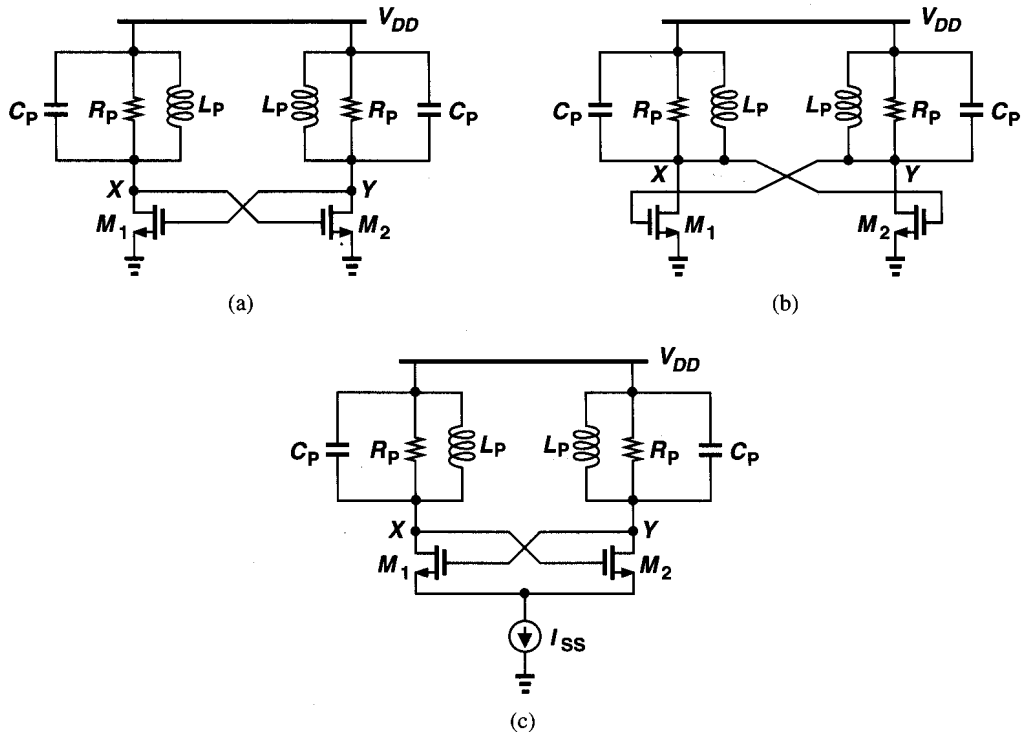 V_DD
C_P R_P L_P L_P R_P C_P
X Y
M_1 M_2
(a)
V_DD
C_P R_P L_P L_P R_P C_P
X Y
M_1 M_2
(b)
V_DD
C_P R_P L_P L_P R_P C_P
X Y
M_1 M_2
I_SS
(c)